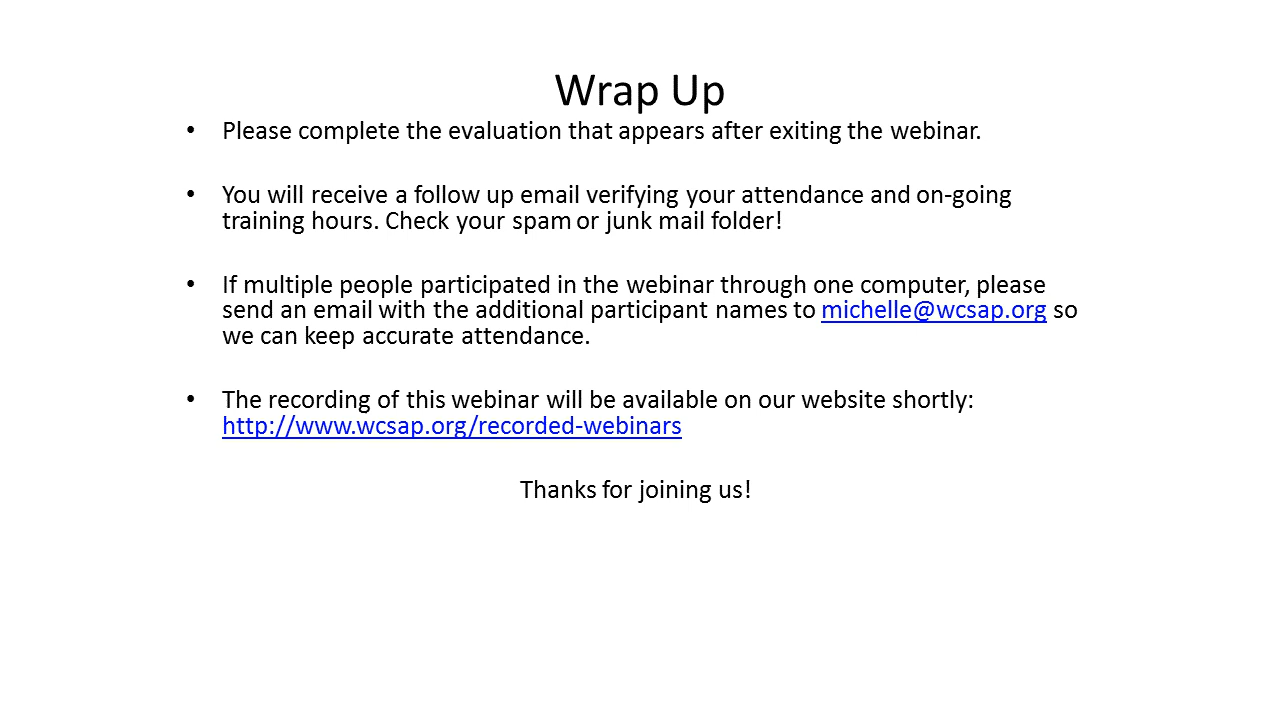 Wrap Up
• Please complete the evaluation that appears after exiting the webinar.
• You will receive a follow up email verifying your attendance and on-going
training hours. Check your spam or junk mail folder!
• If multiple people participated in the webinar through one computer, please
send an email with the additional participant names to michelle@wcsap.org so
we can keep accurate attendance.
• The recording of this webinar will be available on our website shortly:
http://www.wcsap.org/recorded-webinars
Thanks for joining us!